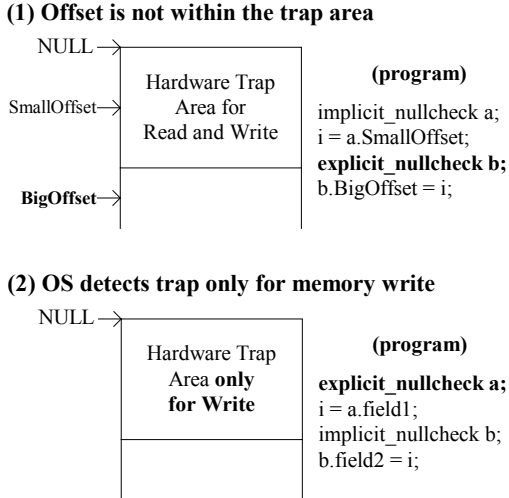 (1) Offset is not within the trap area
NULL
Hardware Trap
Area for
Read and Write
SmallOffset
BigOffset
(program)
implicit_nullcheck a;
i = a.SmallOffset;
explicit_nullcheck b;
b.BigOffset = i;
(2) OS detects trap only for memory write
NULL
Hardware Trap
Area only
for Write
(program)
explicit_nullcheck a;
i = a.field1;
implicit_nullcheck b;
b.field2 = i;